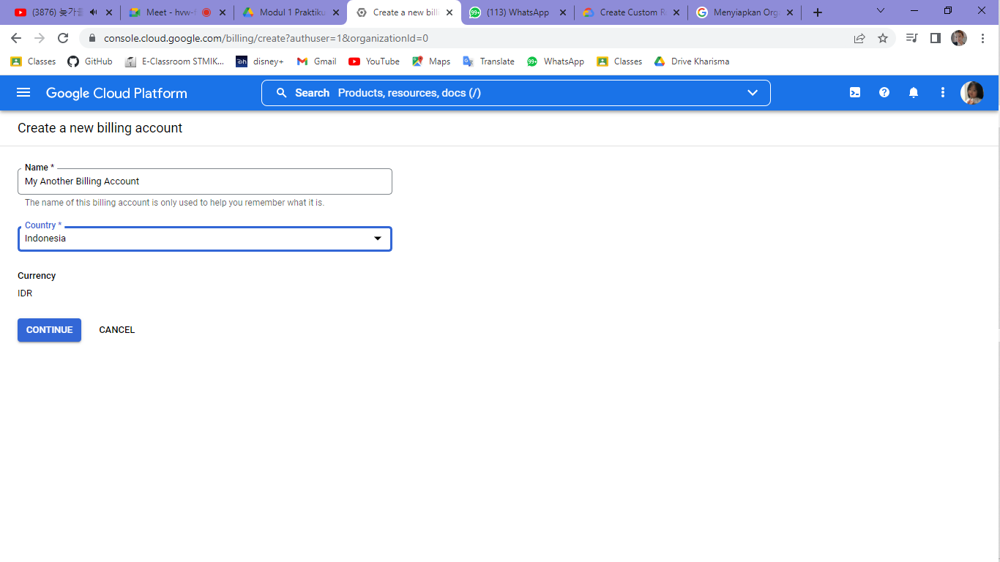 (3876) 늦가을
Meet - hvw-
Modul 1 Praktiku
Create a new billi
(113) WhatsApp
Create Custom R
Menyiapkan Orga
console.cloud.google.com/billing/create?authuser=1&organizationId=0
Classes
GitHub
E-Classroom STMIK...
disney+
Gmail
YouTube
Maps
Translate
WhatsApp
Classes
Drive Kharisma
Google Cloud Platform
Search Products, resources, docs (/)
Create a new billing account
Name *
My Another Billing Account
The name of this billing account is only used to help you remember what it is.
Country *
Indonesia
Currency
IDR
CONTINUE
CANCEL